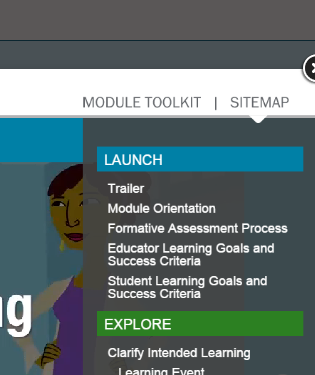 MODULE TOOLKIT | SITEMAP
LAUNCH
Trailer
Module Orientation
Formative Assessment Process
Educator Learning Goals and
Success Criteria
Student Learning Goals and
Success Criteria
ng
EXPLORE
Clarify Intended Learning
Learning Event